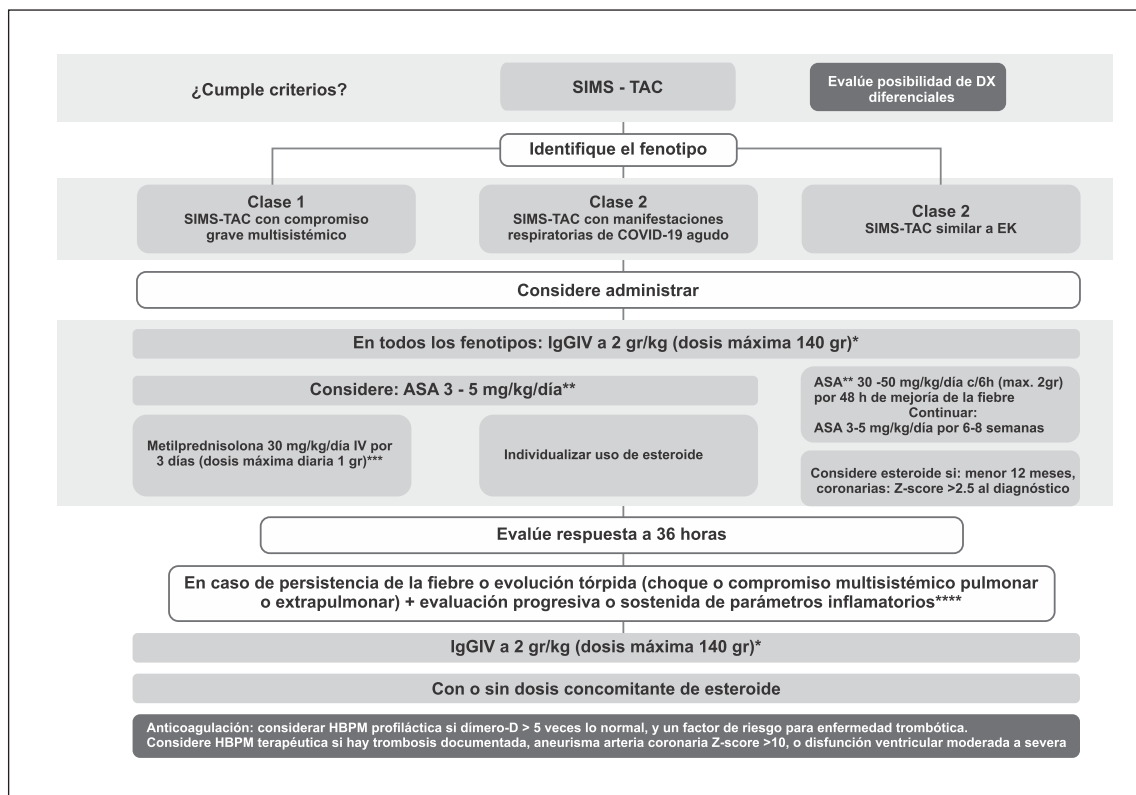 ¿Cumple criterios?
SIMS - TAC
Evalúe posibilidad de DX
diferenciales
Identifique el fenotipo
Clase 1
SIMS-TAC con compromiso
grave multisistémico
Clase 2
SIMS-TAC con manifestaciones
respiratorias de COVID-19 agudo
Clase 2
SIMS-TAC similar a EK
Considere administrar
En todos los fenotipos: IgGIV a 2 gr/kg (dosis máxima 140 gr)*
Considere: ASA 3 - 5 mg/kg/día**
Metilprednisolona 30 mg/kg/día IV por
3 días (dosis máxima diaria 1 gr)***
Individualizar uso de esteroide
ASA** 30 -50 mg/kg/día c/6h (max. 2gr)
por 48 h de mejoría de la fiebre
Continuar:
ASA 3-5 mg/kg/día por 6-8 semanas
Considere esteroide si: menor 12 meses,
coronarias: Z-score >2.5 al diagnóstico
Evalúe respuesta a 36 horas
En caso de persistencia de la fiebre o evolución tórpida (choque o compromiso multisistémico pulmonar
o extrapulmonar) + evaluación progresiva o sostenida de parámetros inflamatorios****
IgGIV a 2 gr/kg (dosis máxima 140 gr)*
Con o sin dosis concomitante de esteroide
Anticoagulación: considerar HBPM profiláctica si dímero-D > 5 veces lo normal, y un factor de riesgo para enfermedad trombótica.
Considere HBPM terapéutica si hay trombosis documentada, aneurisma arteria coronaria Z-score >10, o disfunción ventricular moderada a severa